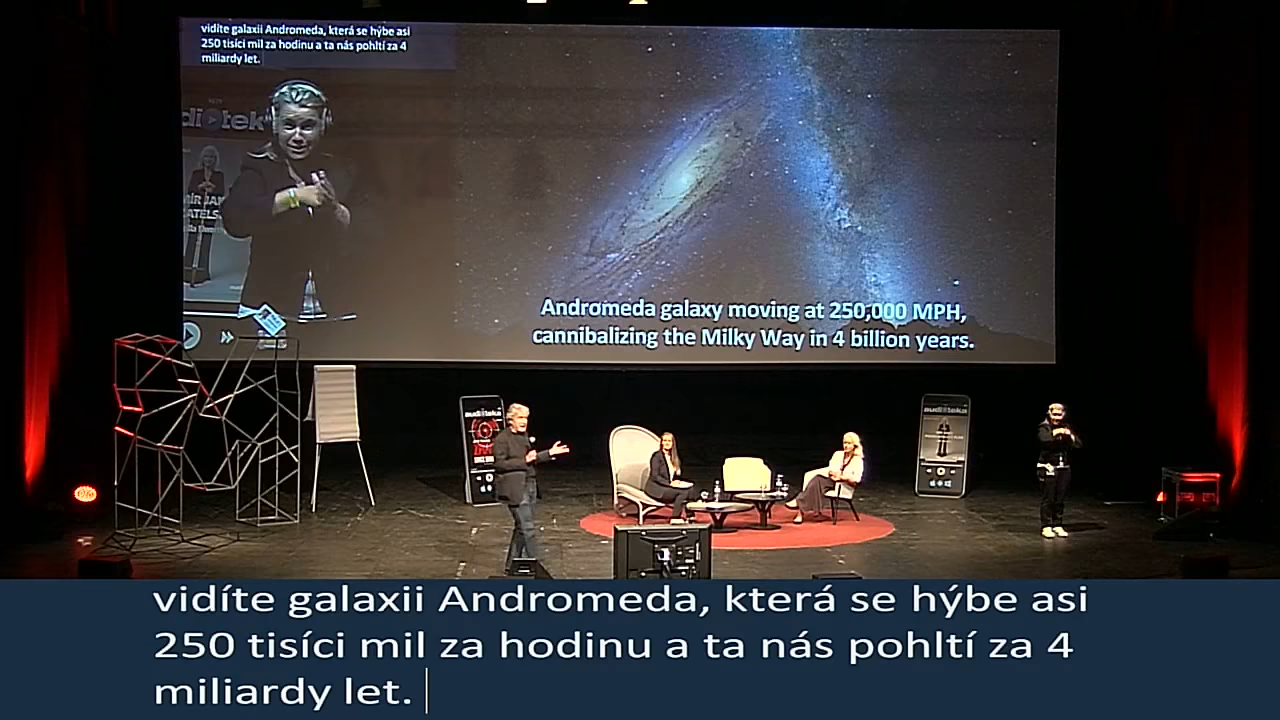 vidíte galaxii Andromeda, která se hýbe asi
250 tisíci mil za hodinu a ta nás pohltí za 4
miliardy let.
Andromeda galaxy moving at 250,000 MPH,
cannibalizing the Milky Way in 4 billion years.
audioteka
audioteka
vidíte galaxii Andromeda, která se hýbe asi
250 tisíci mil za hodinu a ta nás pohltí za 4
miliardy let.